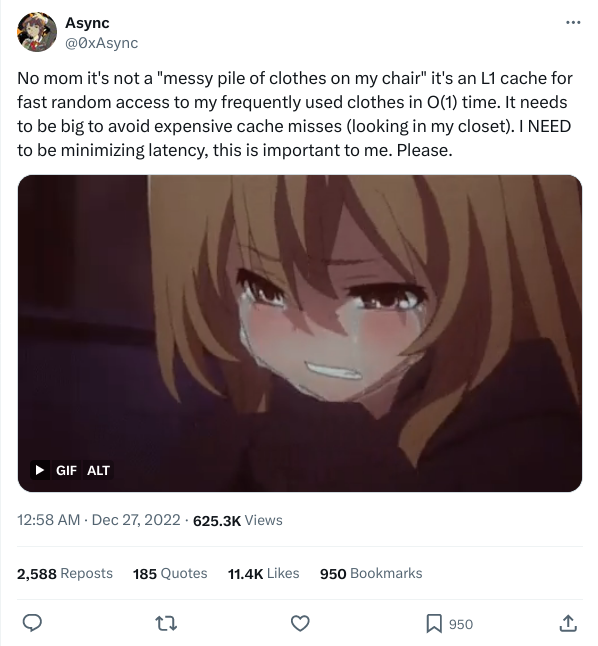 Async
@0xAsync
No mom it's not a "messy pile of clothes on my chair" it's an L1 cache for
fast random access to my frequently used clothes in O(1) time. It needs
to be big to avoid expensive cache misses (looking in my closet). I NEED
to be minimizing latency, this is important to me. Please.
GIF ALT
12:58 AM · Dec 27, 2022 · 625.3K Views
2,588 Reposts 185 Quotes 11.4K Likes 950 Bookmarks
950